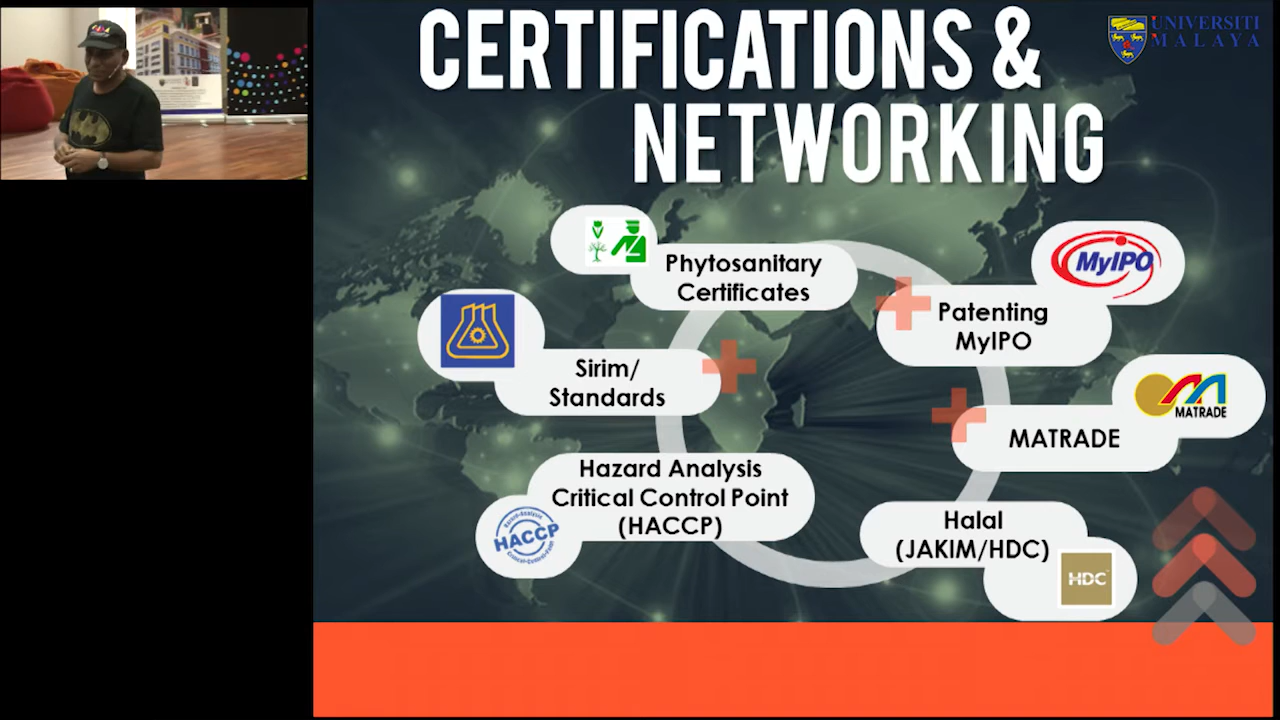 CERTIFICATIONS &
NETWORKING
UNIVERSITI
MALAYA
Phytosanitary
Certificates
MyIPO
Patenting
MyIPO
Sirim/
Standards
MATRADE
MATRADE
Hazard Analysis
Critical Control Point
(HACCP)
HACCP
Halal
(JAKIM/HDC)
HDC